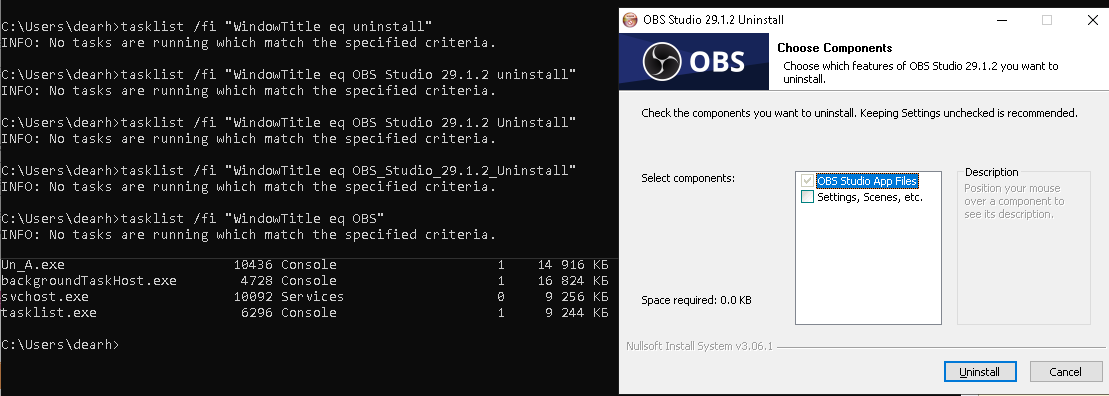 C:\Users\dearh>tasklist /fi "WindowTitle eq uninstall"
INFO: No tasks are running which match the specified criteria.
C:\Users\dearh>tasklist /fi "WindowTitle eq OBS Studio 29.1.2 uninstall"
INFO: No tasks are running which match the specified criteria.
C:\Users\dearh>tasklist /fi "WindowTitle eq OBS Studio 29.1.2 Uninstall"
INFO: No tasks are running which match the specified criteria.
C:\Users\dearh>tasklist /fi "WindowTitle eq OBS_Studio_29.1.2_Uninstall"
INFO: No tasks are running which match the specified criteria.
C:\Users\dearh>tasklist /fi "WindowTitle eq OBS"
INFO: No tasks are running which match the specified criteria.
Un_A.exe 10436 Console 1 14 916 КБ
backgroundTaskHost.exe 4728 Console 1 16 824 КБ
svchost.exe 10092 Services 0 9 256 КБ
tasklist.exe 6296 Console 1 9 244 КБ
C:\Users\dearh>
OBS Studio 29.1.2 Uninstall
OBS
Choose Components
Choose which features of OBS Studio 29.1.2 you want to
uninstall.
Check the components you want to uninstall. Keeping Settings unchecked is recommended.
Select components:
OBS Studio App Files
Settings, Scenes, etc.
Description
Position your mouse
over a component to
see its description.
Space required: 0.0 KB
Nullsoft Install System v3.06.1
Uninstall
Cancel